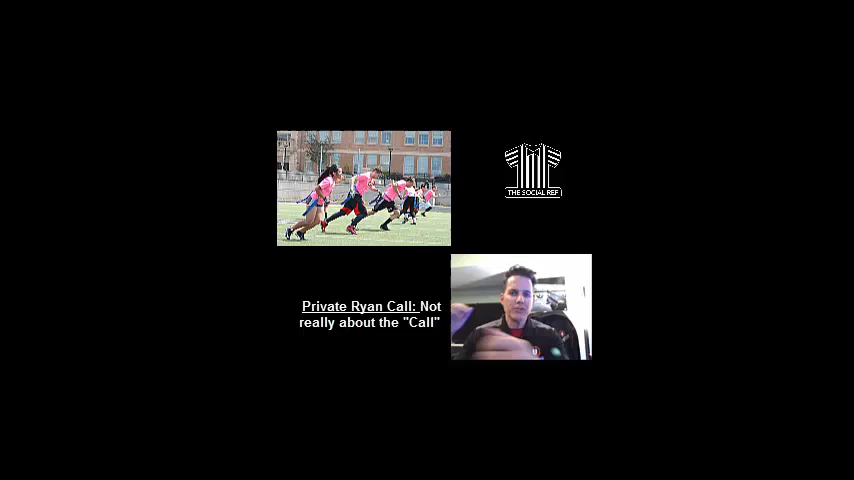 THE SOCIAL REF
Private Ryan Call: Not
really about the "Call"